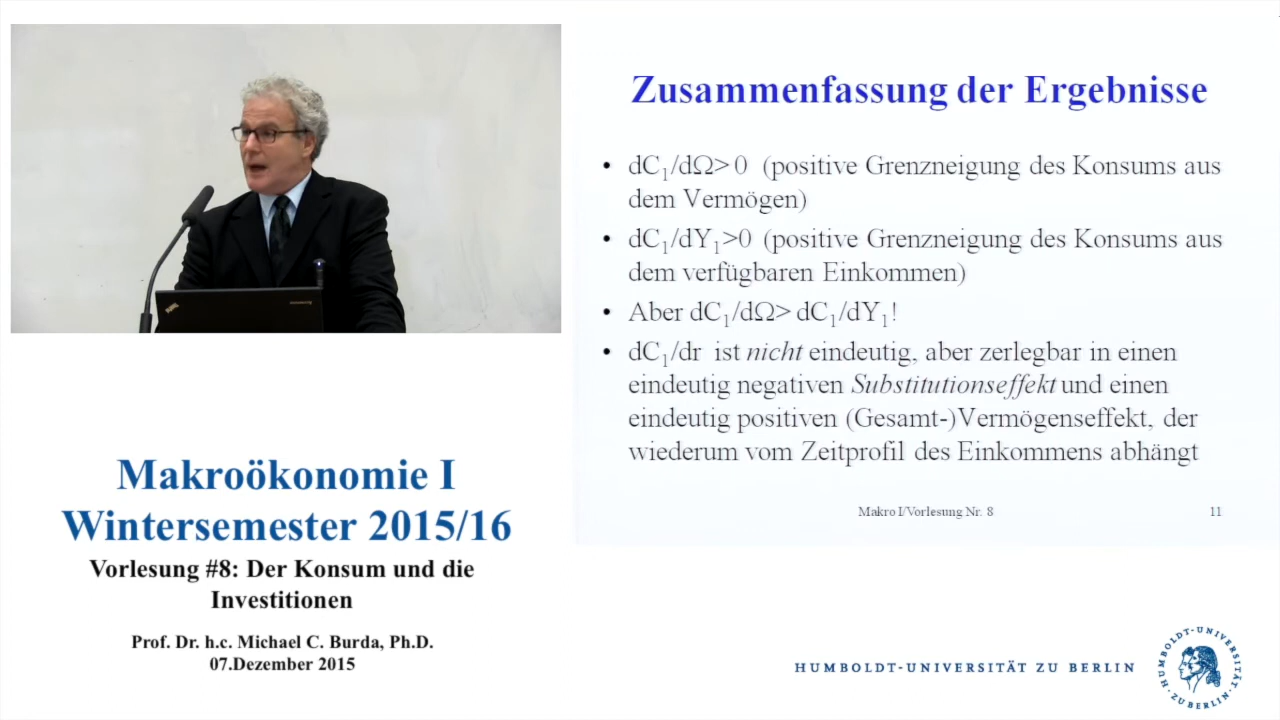 Zusammenfassung der Ergebnisse
• dC₁/dΩ> 0 (positive Grenzneigung des Konsums aus
dem Vermögen)
• dC₁/dY₁>0 (positive Grenzneigung des Konsums aus
dem verfügbaren Einkommen)
• Aber dC₁/dΩ> dC₁/dY₁!
• dC₁/dr ist nicht eindeutig, aber zerlegbar in einen
eindeutig negativen Substitutionseffekt und einen
eindeutig positiven (Gesamt-)Vermögenseffekt, der
wiederum vom Zeitprofil des Einkommens abhängt
Makro I/Vorlesung Nr. 8 11
Makroökonomie I
Wintersemester 2015/16
Vorlesung #8: Der Konsum und die
Investitionen
Prof. Dr. h.c. Michael C. Burda, Ph.D.
07.Dezember 2015
HUMBOLDT-UNIVERSITÄT ZU BERLIN
HUMBOLDT-UNIVERSITÄT
ZU BERLIN